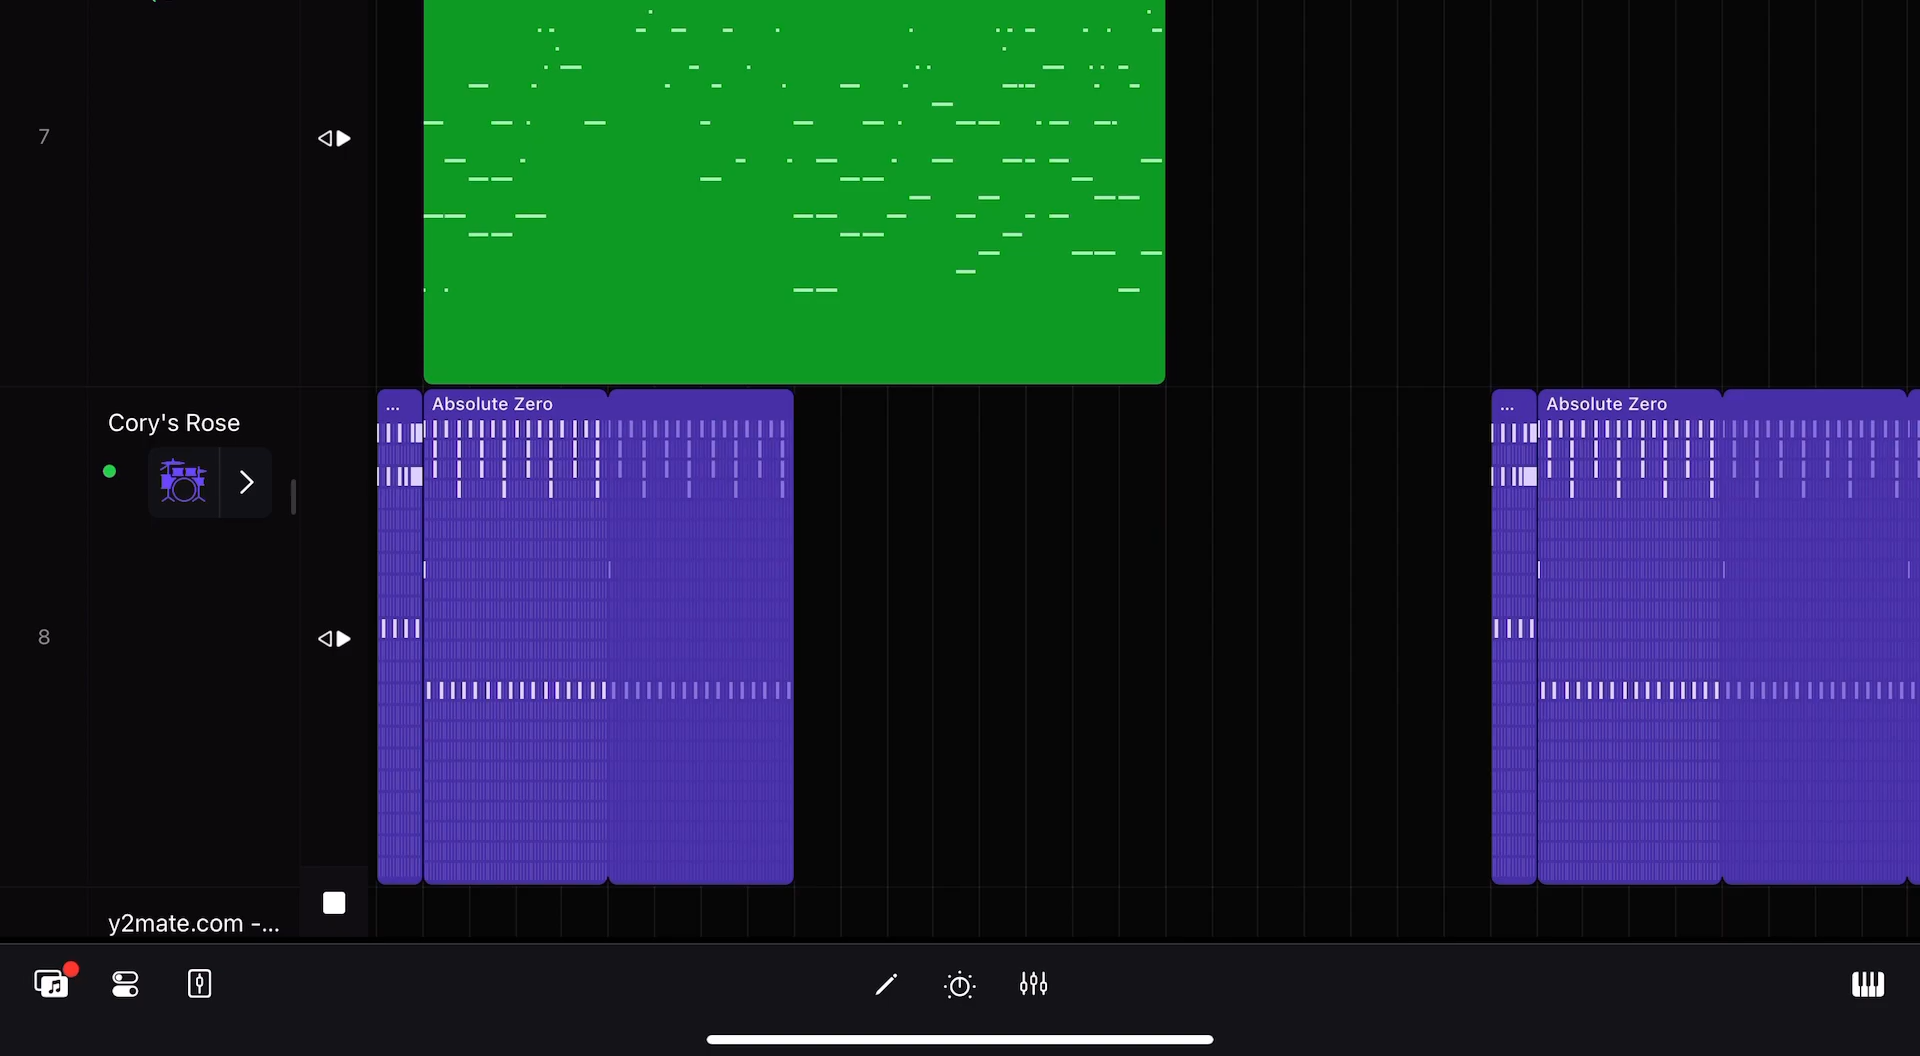 7
Cory's Rose
... Absolute Zero
... Absolute Zero
8
y2mate.com -...